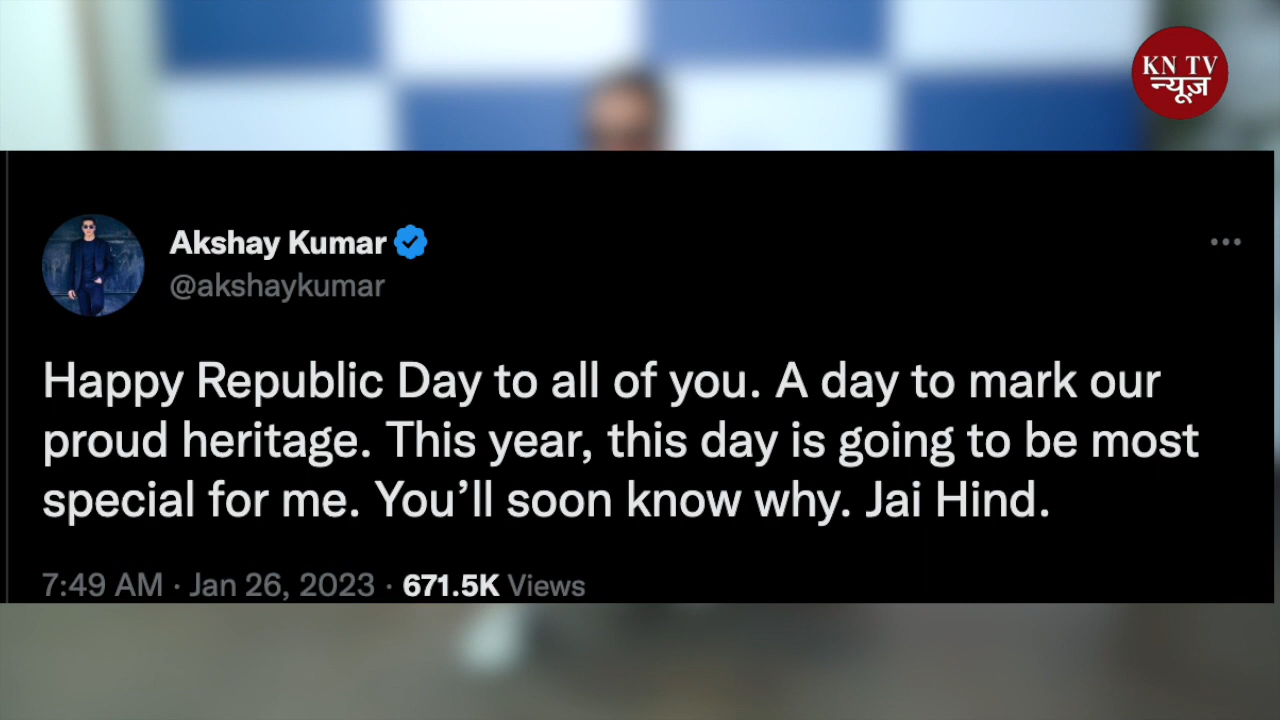 KN TV
न्यूज़
Akshay Kumar
@akshaykumar
Happy Republic Day to all of you. A day to mark our
proud heritage. This year, this day is going to be most
special for me. You’ll soon know why. Jai Hind.
7:49 AM · Jan 26, 2023 · 671.5K Views